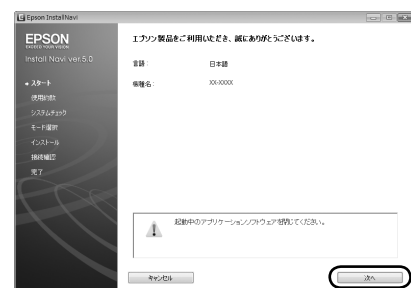 Epson InstallNavi
EPSON
EXCEED YOUR VISION
Install Navi ver.5.0
エプソン製品をご利用いただき、誠にありがとうございます。
言語:
日本語
機種名:
XX-XXXX
スタート
使用許諾
システムチェック
モード選択
インストール
接続確認
完了
起動中のアプリケーションソフトウェアを閉じてください。
キャンセル
次へ